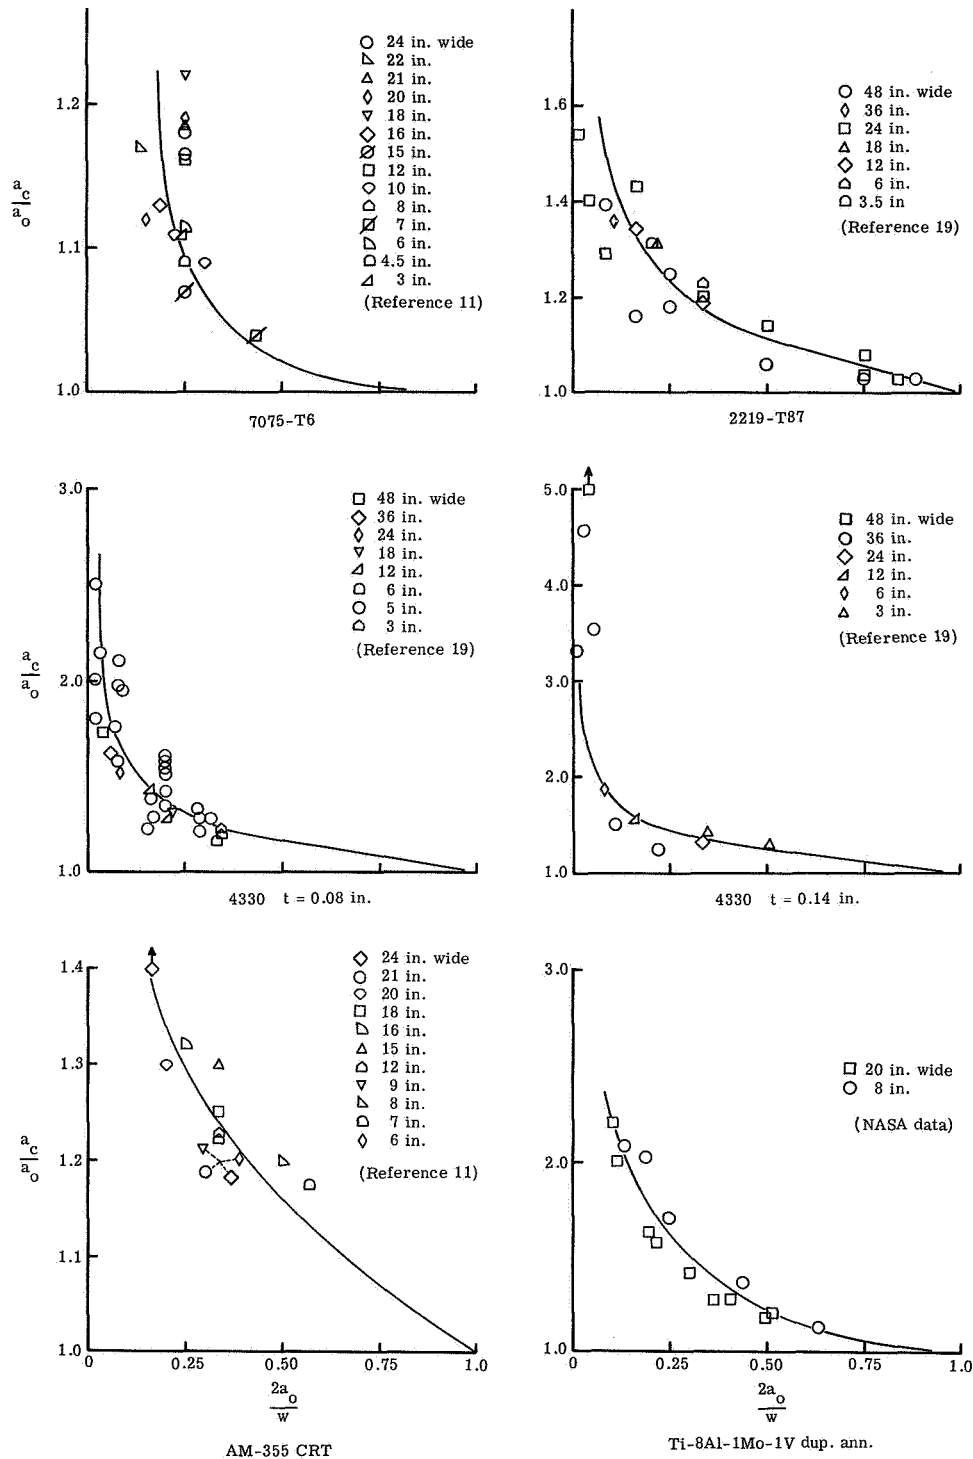 24 in. wide
22 in.
21 in.
20 in.
18 in.
16 in.
15 in.
12 in.
10 in.
8 in.
7 in.
6 in.
4.5 in.
3 in.
(Reference 11)
1.2
1.1
1.0
a_c
a_o
7075-T6
48 in. wide
36 in.
24 in.
18 in.
12 in.
6 in.
3.5 in
(Reference 19)
1.6
1.4
1.2
1.0
2219-T87
3.0
2.0
1.0
a_c
a_o
48 in. wide
36 in.
24 in.
18 in.
12 in.
6 in.
5 in.
3 in.
(Reference 19)
4330 t = 0.08 in.
5.0
4.0
3.0
2.0
1.0
48 in. wide
36 in.
24 in.
12 in.
6 in.
3 in.
(Reference 19)
4330 t = 0.14 in.
1.4
1.3
1.2
1.1
1.0
a_c
a_o
24 in. wide
21 in.
20 in.
18 in.
16 in.
15 in.
12 in.
9 in.
8 in.
7 in.
6 in.
(Reference 11)
0 0.25 0.50 0.75 1.0
2a_o
w
AM-355 CRT
3.0
2.0
1.0
20 in. wide
8 in.
(NASA data)
0 0.25 0.50 0.75 1.0
2a_o
w
Ti-8Al-1Mo-1V dup. ann.